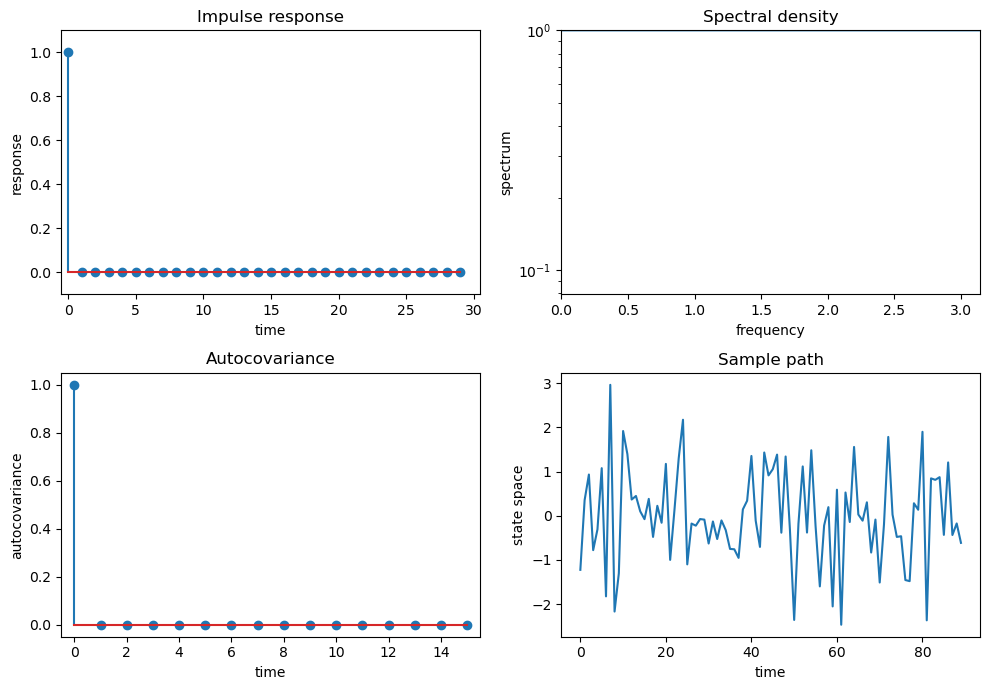 Impulse response
response
1.0
0.8
0.6
0.4
0.2
0.0
0 5 10 15 20 25 30
time
Spectral density
spectrum
10⁰
10⁻¹
0.0 0.5 1.0 1.5 2.0 2.5 3.0
frequency
Autocovariance
autocovariance
1.0
0.8
0.6
0.4
0.2
0.0
0 2 4 6 8 10 12 14
time
Sample path
state space
3
2
1
0
−1
−2
0 20 40 60 80
time